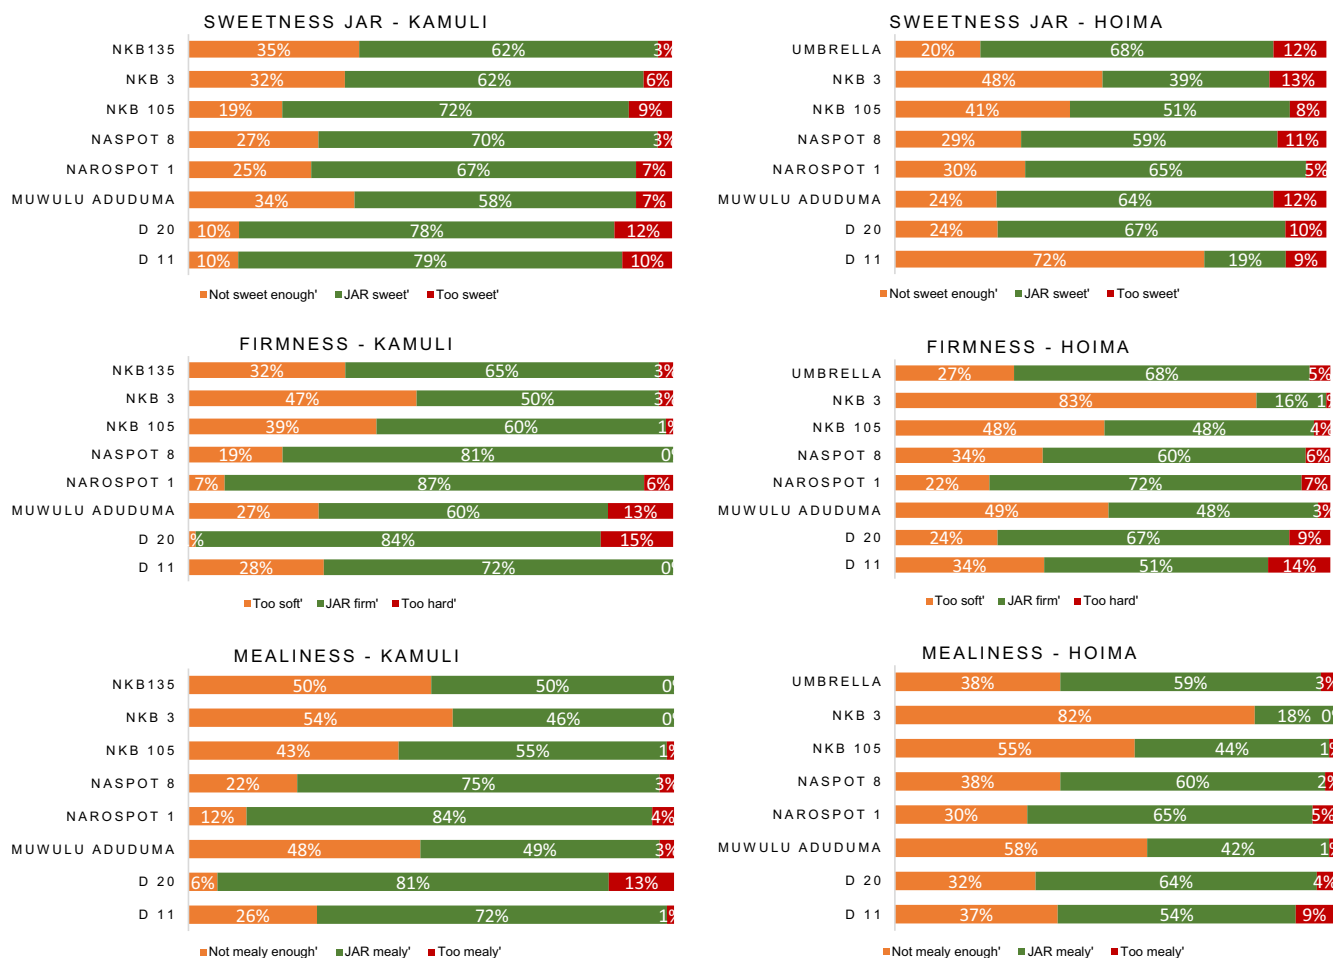 SWEETNESS JAR - KAMULI
NKB135 35% 62% 3%
NKB 3 32% 62% 6%
NKB 105 19% 72% 9%
NASPOT 8 27% 70% 3%
NAROSPOT 1 25% 67% 7%
MUWULU ADUDUMA 34% 58% 7%
D 20 10% 78% 12%
D 11 10% 79% 10%
Not sweet enough' JAR sweet' Too sweet'
SWEETNESS JAR - HOIMA
UMBRELLA 20% 68% 12%
NKB 3 48% 39% 13%
NKB 105 41% 51% 8%
NASPOT 8 29% 59% 11%
NAROSPOT 1 30% 65% 5%
MUWULU ADUDUMA 24% 64% 12%
D 20 24% 67% 10%
D 11 72% 19% 9%
Not sweet enough' JAR sweet' Too sweet'
FIRMNESS - KAMULI
NKB135 32% 65% 3%
NKB 3 47% 50% 3%
NKB 105 39% 60% 1%
NASPOT 8 19% 81% 0%
NAROSPOT 1 7% 87% 6%
MUWULU ADUDUMA 27% 60% 13%
D 20 % 84% 15%
D 11 28% 72% 0%
Too soft' JAR firm' Too hard'
FIRMNESS - HOIMA
UMBRELLA 27% 68% 5%
NKB 3 83% 16% 1%
NKB 105 48% 48% 4%
NASPOT 8 34% 60% 6%
NAROSPOT 1 22% 72% 7%
MUWULU ADUDUMA 49% 48% 3%
D 20 24% 67% 9%
D 11 34% 51% 14%
Too soft' JAR firm' Too hard'
MEALINESS - KAMULI
NKB135 50% 50% 0%
NKB 3 54% 46% 0%
NKB 105 43% 55% 1%
NASPOT 8 22% 75% 3%
NAROSPOT 1 12% 84% 4%
MUWULU ADUDUMA 48% 49% 3%
D 20 6% 81% 13%
D 11 26% 72% 1%
Not mealy enough' JAR mealy' Too mealy'
MEALINESS - HOIMA
UMBRELLA 38% 59% 3%
NKB 3 82% 18% 0%
NKB 105 55% 44% 1%
NASPOT 8 38% 60% 2%
NAROSPOT 1 30% 65% 5%
MUWULU ADUDUMA 58% 42% 1%
D 20 32% 64% 4%
D 11 37% 54% 9%
Not mealy enough' JAR mealy' Too mealy'